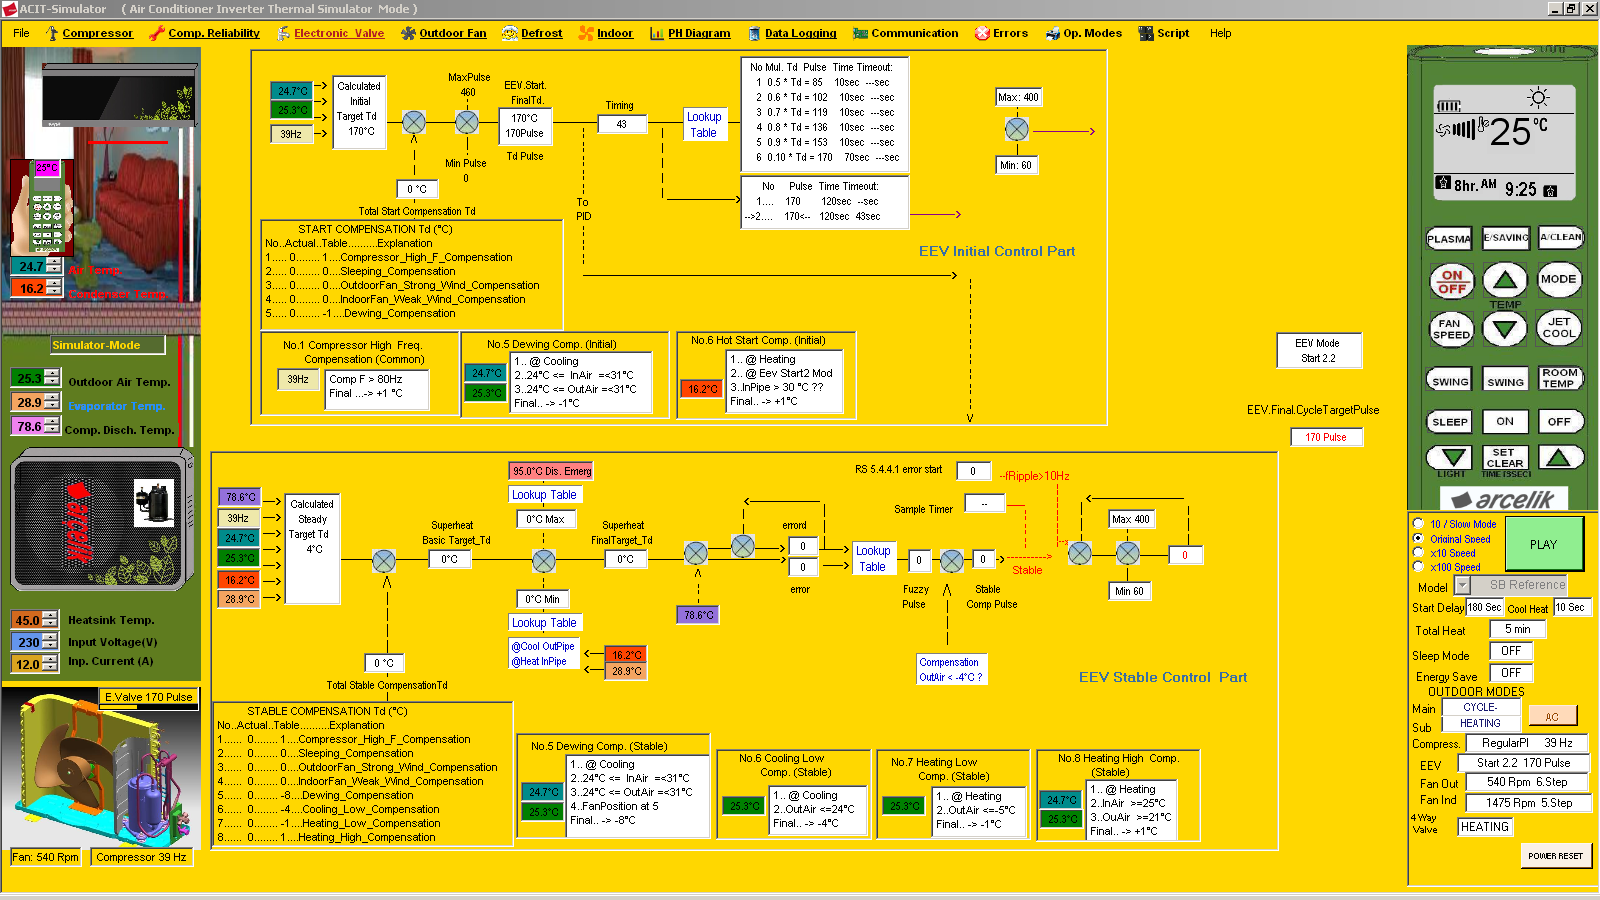 ACIT-Simulator    ( Air Conditioner Inverter Thermal Simulator  Mode )
File  Compressor  Comp. Reliability  Electronic  Valve  Outdoor Fan  Defrost  Indoor  PH Diagram  Data Logging  Communication  Errors  Op. Modes  Script  Help
25°C
24.7 Air Temp.
16.2 Condenser Temp.
Simulator-Mode
25.3 Outdoor Air Temp.
28.9 Evaporator Temp.
78.6 Comp. Disch. Temp.
arçelik
45.0 Heatsink Temp.
230 Input Voltage(V)
12.0 Inp. Current (A)
E.Valve 170 Pulse
Fan: 540 Rpm
Compressor 39 Hz
24.7°C
25.3°C
39Hz
Calculated
Initial
Target Td
170°C
MaxPulse
460
Min Pulse
0
0 °C
Total Start Compensation Td
EEV.Start.
FinalTd.
170°C
170Pulse
Td Pulse
To
PID
Timing
43
Lookup
Table
No Mul. Td  Pulse  Time Timeout:
1  0.5 * Td = 85    10sec  ---sec
2  0.6 * Td = 102   10sec  ---sec
3  0.7 * Td = 119   10sec  ---sec
4  0.8 * Td = 136   10sec  ---sec
5  0.9 * Td = 153   10sec  ---sec
6  0.10 * Td = 170    70sec  ---sec
No    Pulse  Time Timeout:
1....   170      120sec  --sec
-->2....    170<--   120sec  43sec
Max: 400
Min: 60
EEV Initial Control Part
START COMPENSATION Td (°C)
No..Actual..Table..........Explanation
1..... 0........ 1....Compressor_High_F_Compensation
2..... 0........ 0....Sleeping_Compensation
3..... 0........ 0....OutdoorFan_Strong_Wind_Compensation
4..... 0........ 0....IndoorFan_Weak_Wind_Compensation
5..... 0........ -1....Dewing_Compensation
No.1 Compressor High  Freq.
Compensation (Common)
39Hz
Comp F > 80Hz
Final ...-> +1 °C
No.5 Dewing Comp. (Initial)
24.7°C
25.3°C
1.. @ Cooling
2..24°C <=  InAir  =<31°C
3..24°C <= OutAir =<31°C
Final.. -> -1°C
No.6 Hot Start Comp. (Initial)
16.2°C
1.. @ Heating
2.. @ Eev Start2 Mod
3..InPipe > 30 °C ??
Final.. -> +1°C
EEV Mode
Start 2.2
EEV.Final.CycleTargetPulse
170 Pulse
78.6°C
39Hz
24.7°C
25.3°C
16.2°C
28.9°C
Calculated
Steady
Target Td
4°C
0 °C
Total Stable CompensationTd
Superheat
Basic Target_Td
0°C
95.0°C Dis. Emerg
Lookup Table
0°C Max
0°C Min
Lookup Table
@Cool OutPipe
@Heat InPipe
16.2°C
28.9°C
Superheat
FinalTarget_Td
0°C
78.6°C
errord
0
0
error
Lookup
Table
0
Fuzzy
Pulse
Compensation
OutAir < -4°C ?
0
Stable
Comp Pulse
RS 5.4.4.1 error start
0
Sample Timer
--
--fRipple>10Hz
Stable
Max 400
Min 60
0
EEV Stable Control  Part
STABLE COMPENSATION Td (°C)
No..Actual..Table..........Explanation
1...... 0........ 1....Compressor_High_F_Compensation
2...... 0........ 0....Sleeping_Compensation
3...... 0........ 0....OutdoorFan_Strong_Wind_Compensation
4...... 0........ 0....IndoorFan_Weak_Wind_Compensation
5...... 0........ -8....Dewing_Compensation
6...... 0........ -4....Cooling_Low_Compensation
7...... 0........ -1....Heating_Low_Compensation
8...... 0........ 1....Heating_High_Compensation
No.5 Dewing Comp. (Stable)
24.7°C
25.3°C
1.. @ Cooling
2..24°C <=  InAir  =<31°C
3..24°C <= OutAir =<31°C
4..FanPosition at 5
Final.. -> -8°C
No.6 Cooling Low
Comp. (Stable)
25.3°C
1.. @ Cooling
2..OutAir <=24°C
Final.. -> -4°C
No.7 Heating Low
Comp. (Stable)
25.3°C
1.. @ Heating
2..OutAir <=-5°C
Final.. -> -1°C
No.8 Heating High  Comp.
(Stable)
24.7°C
25.3°C
1.. @ Heating
2..InAir  >=25°C
3..OuAir  >=21°C
Final.. -> +1°C
25°C
8hr. AM 9:25
PLASMA  E/SAVING  A/CLEAN
ON OFF  MODE
TEMP
FAN SPEED  JET COOL
SWING  SWING  ROOM TEMP
SLEEP  ON  OFF
SET CLEAR
LIGHT  TIME(3SEC)
arcelik
10 / Slow Mode
Original Speed
x10 Speed
x100 Speed
PLAY
Model  SB Reference
Start Delay 180 Sec  Cool Heat 10 Sec
Total Heat  5 min
Sleep Mode  OFF
Energy Save  OFF
OUTDOOR MODES
Main  CYCLE-
Sub  HEATING
AC
Compress.  RegularPI  39 Hz
EEV  Start 2.2  170 Pulse
Fan Out  540 Rpm  6.Step
Fan Ind  1475 Rpm  5.Step
4 Way
Valve  HEATING
POWER RESET